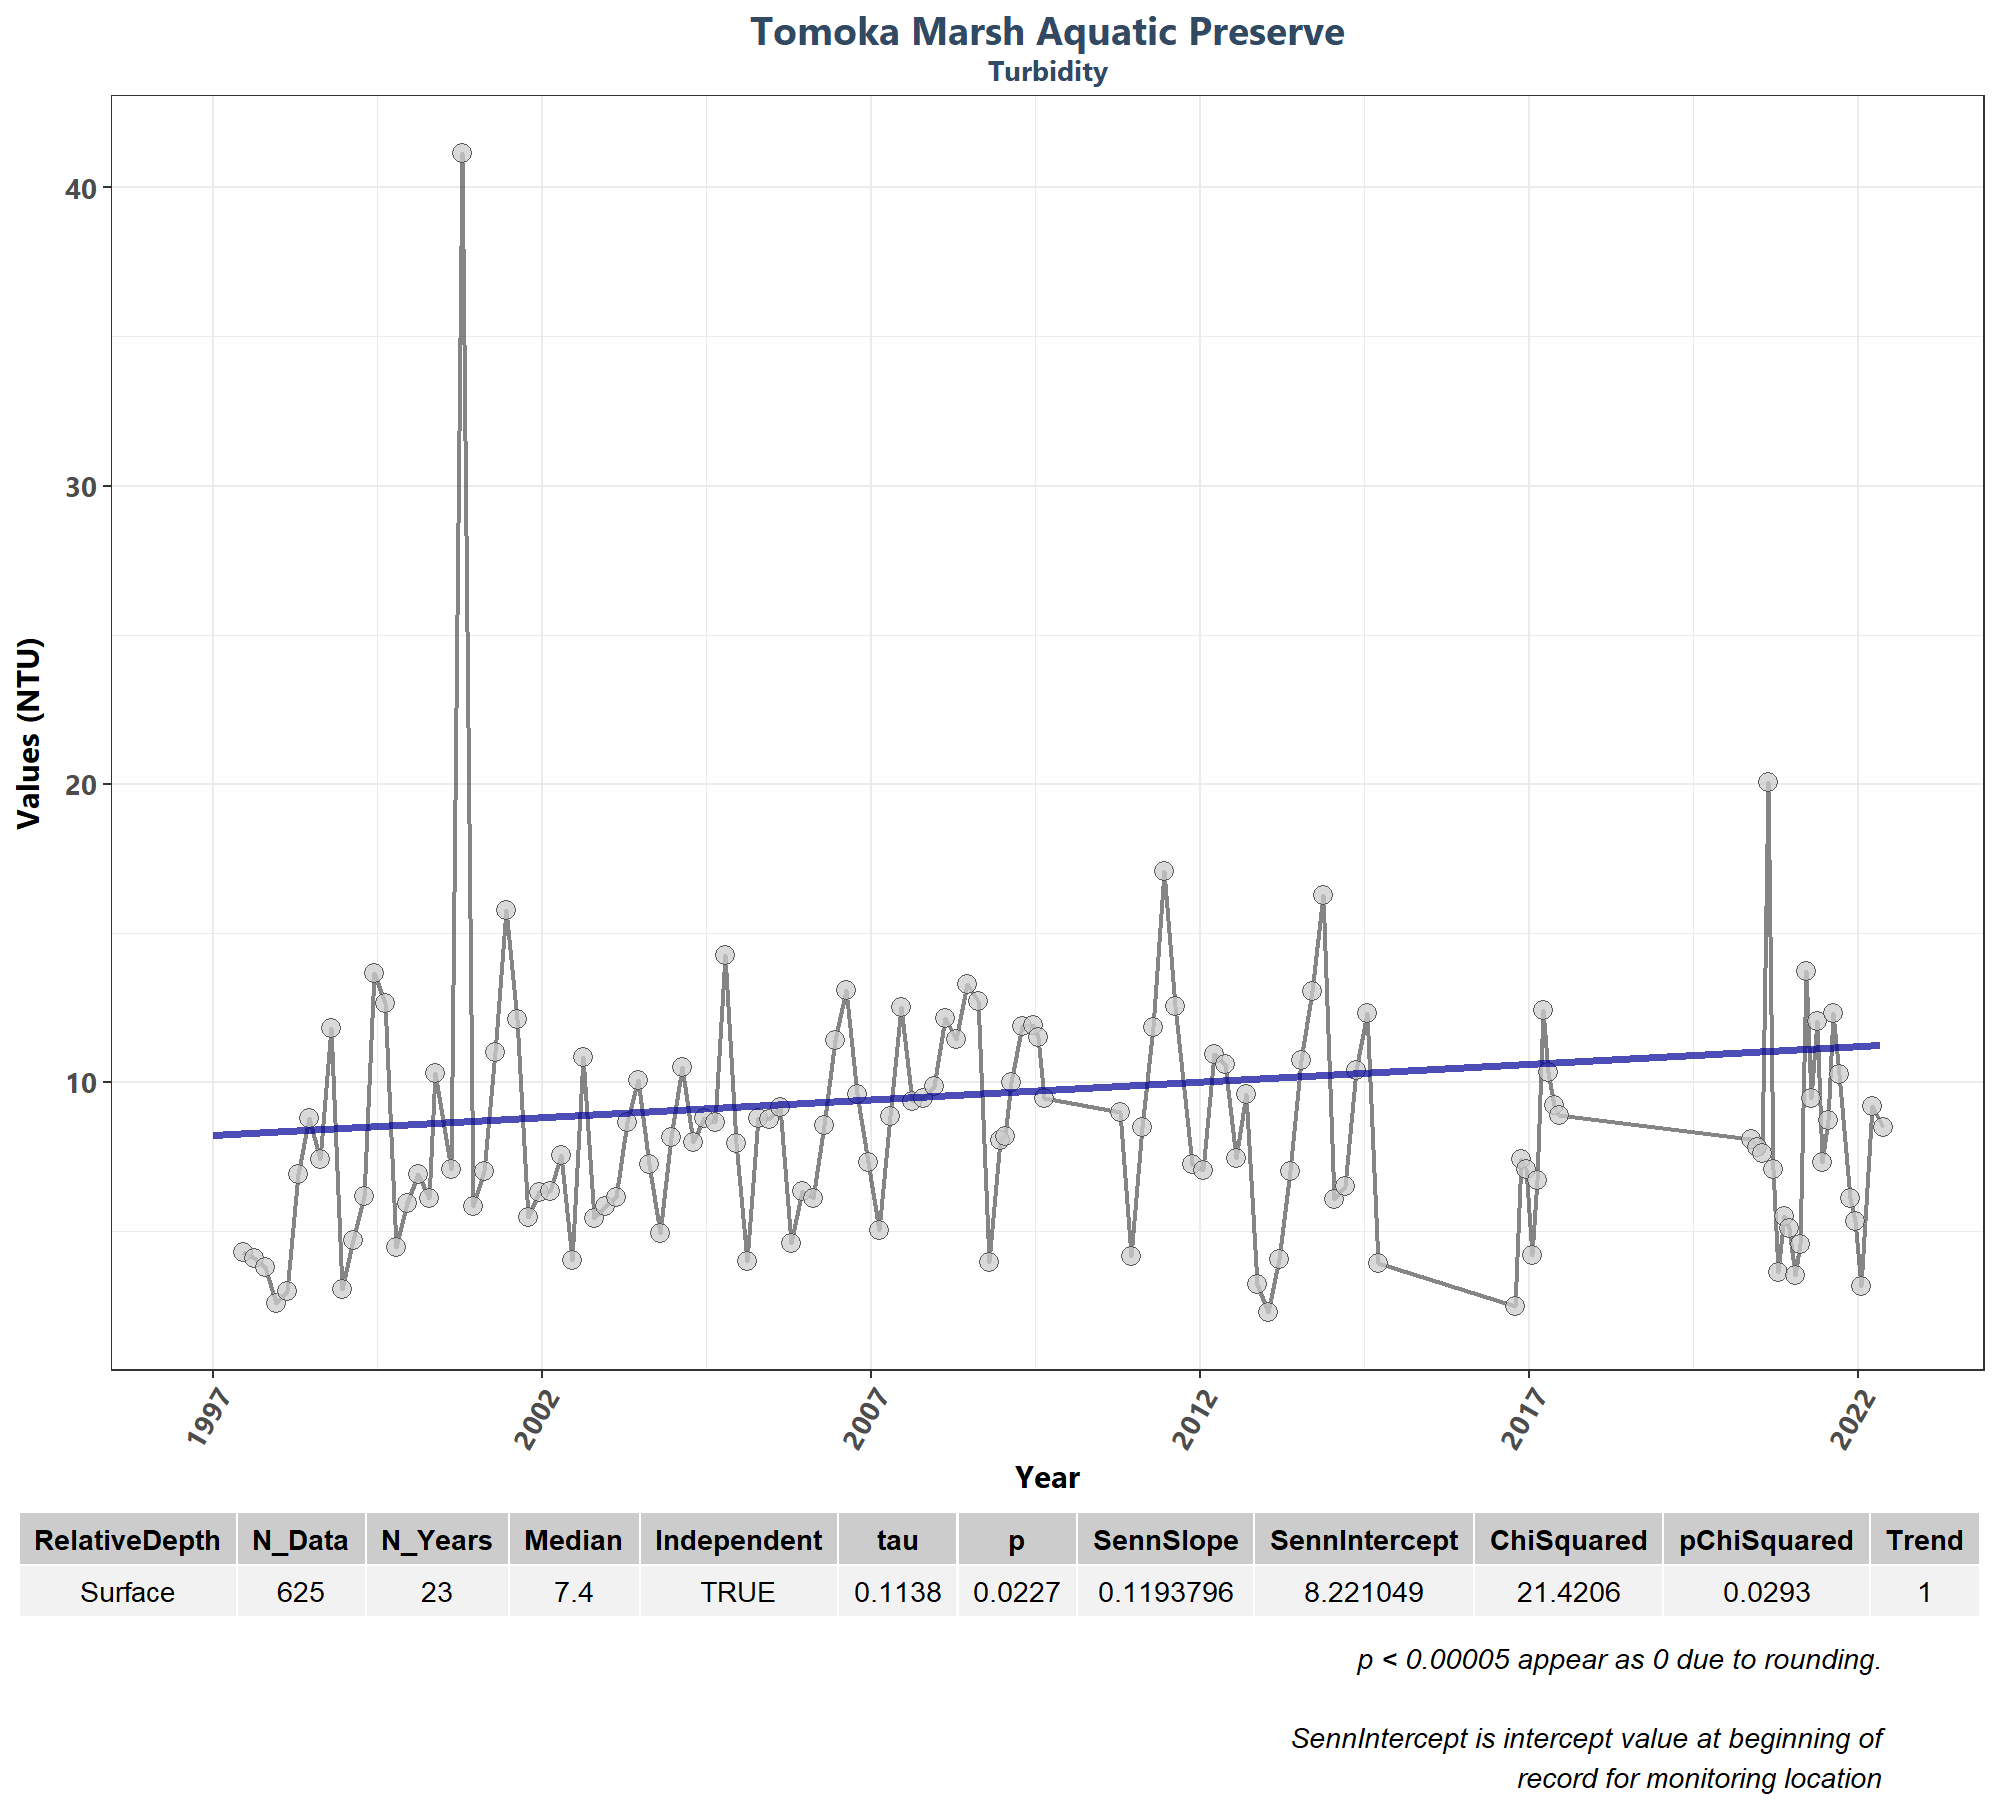 Tomoka Marsh Aquatic Preserve
Turbidity
Values (NTU)
40
30
20
10
1997 2002 2007 2012 2017 2022
Year
RelativeDepth N_Data N_Years Median Independent tau p SennSlope SennIntercept ChiSquared pChiSquared Trend
Surface 625 23 7.4 TRUE 0.1138 0.0227 0.1193796 8.221049 21.4206 0.0293 1
p < 0.00005 appear as 0 due to rounding.
SennIntercept is intercept value at beginning of
record for monitoring location